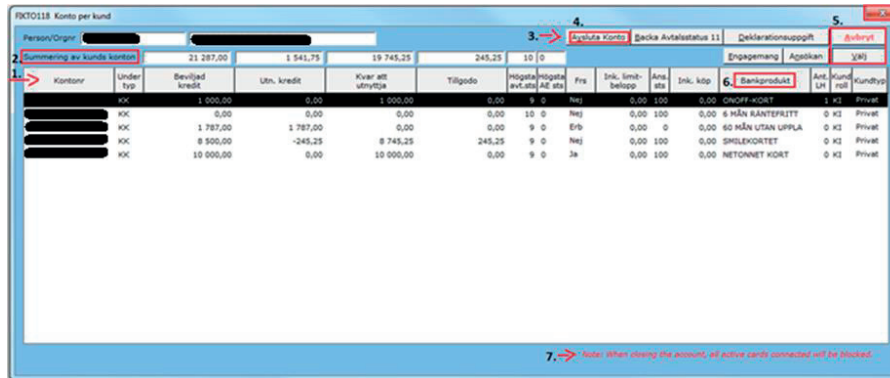 FIXTO118 Konto per kund
4. 5.
Person/Orgnr 3. Avsluta Konto Backa Avtalsstatus 11 Deklarationsuppgift Avbryt
2. Summering av kunds konton 21 287,00 1 541,75 19 745,25 245,25 10 0 Engagemang Ansökan Välj
1. Kontonr Under typ Beviljad kredit Utn. kredit Kvar att utnyttja Tillgodo Högsta avt.sts Högsta AE sts Frs Ink. limit-belopp Ans. sts Ink. köp 6. Bankprodukt Ant. LH Kund roll Kundtyp
KK 1 000,00 0,00 1 000,00 0,00 9 0 Nej 0,00 100 0,00 ONOFF-KORT 1 KI Privat
KK 0,00 0,00 0,00 0,00 10 0 Nej 0,00 100 0,00 6 MÅN RÄNTEFRITT 0 KI Privat
KK 1 787,00 1 787,00 0,00 0,00 9 0 Erb 0,00 0 0,00 60 MÅN UTAN UPPLA 0 KI Privat
KK 8 500,00 -245,25 8 745,25 245,25 9 0 Nej 0,00 100 0,00 SMILEKORTET 0 KI Privat
KK 10 000,00 0,00 10 000,00 0,00 9 0 Ja 0,00 100 0,00 NETONNET KORT 0 KI Privat
7. Note: When closing the account, all active cards connected will be blocked.